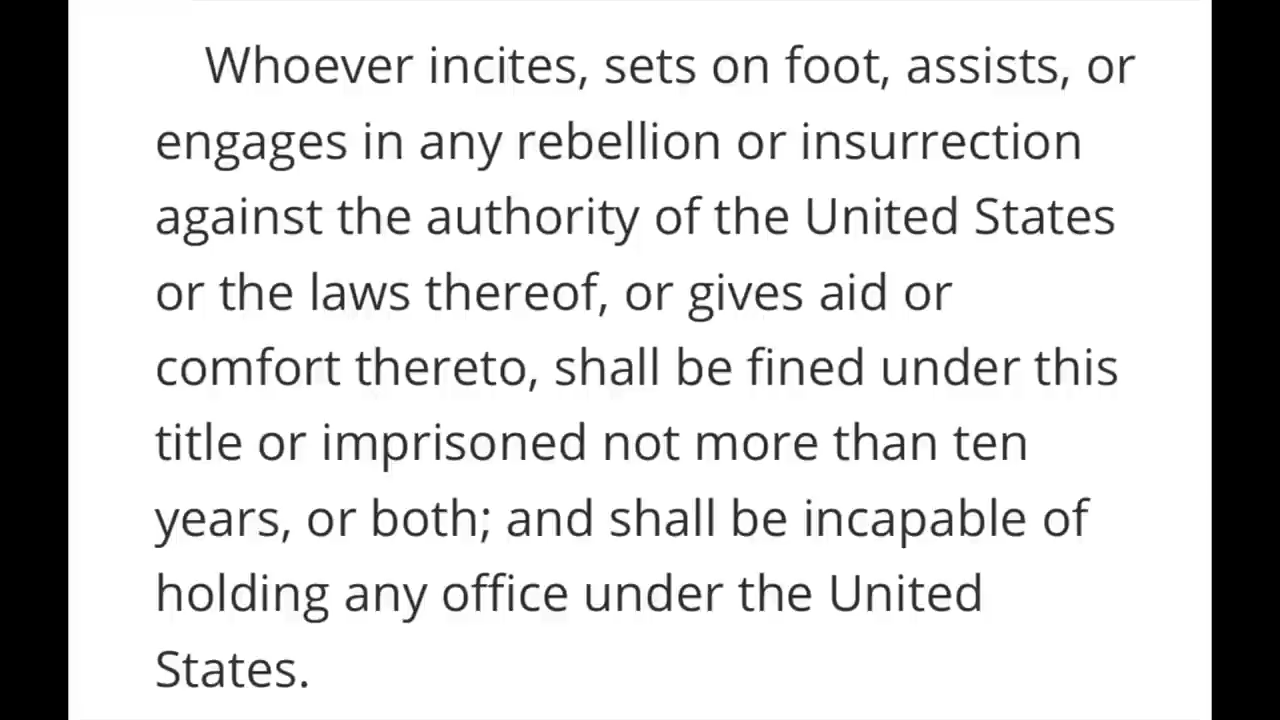 Whoever incites, sets on foot, assists, or
engages in any rebellion or insurrection
against the authority of the United States
or the laws thereof, or gives aid or
comfort thereto, shall be fined under this
title or imprisoned not more than ten
years, or both; and shall be incapable of
holding any office under the United
States.